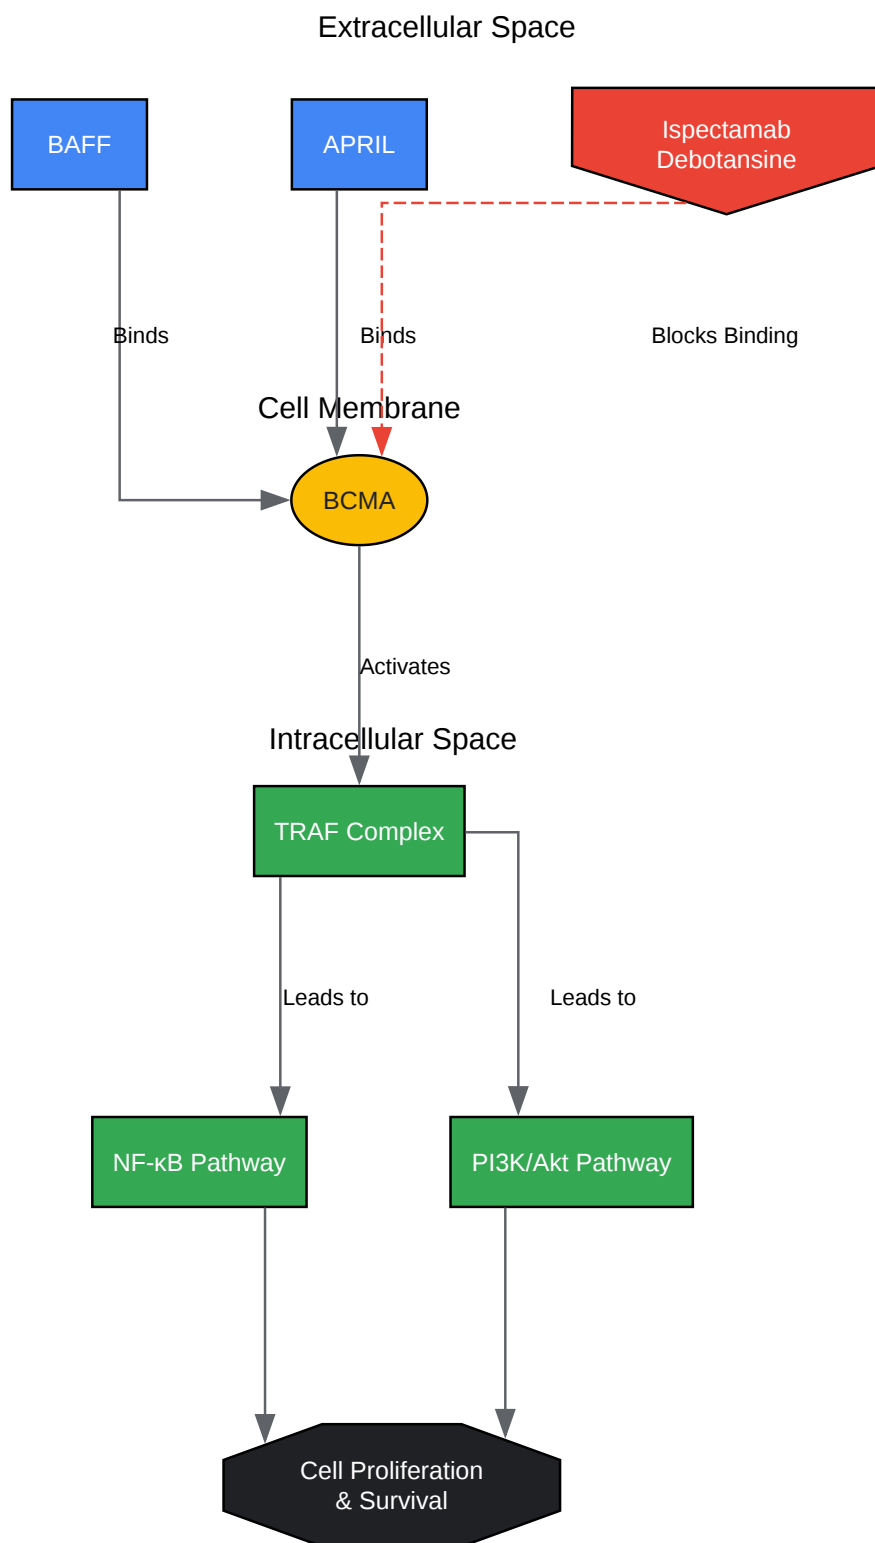 Extracellular Space
BAFF
APRIL
Ispectamab
Debotansine
Binds
Binds
Blocks Binding
Cell Membrane
BCMA
Activates
Intracellular Space
TRAF Complex
Leads to
Leads to
NF-κB Pathway
PI3K/Akt Pathway
Cell Proliferation
& Survival